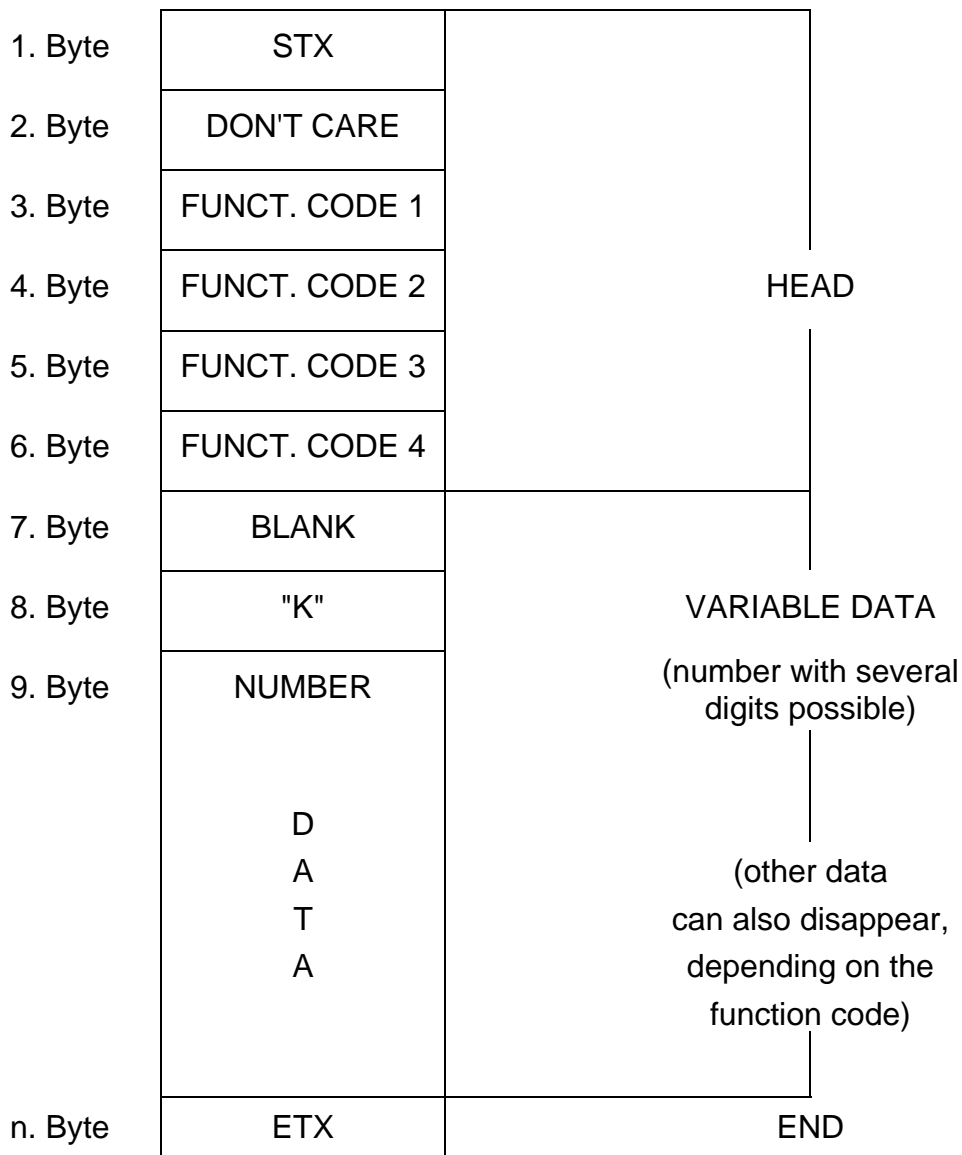 1. Byte STX
2. Byte DON'T CARE
3. Byte FUNCT. CODE 1
4. Byte FUNCT. CODE 2 HEAD
5. Byte FUNCT. CODE 3
6. Byte FUNCT. CODE 4
7. Byte BLANK
8. Byte "K" VARIABLE DATA
9. Byte NUMBER (number with several
digits possible)
D
A (other data
T can also disappear,
A depending on the
function code)
n. Byte ETX END